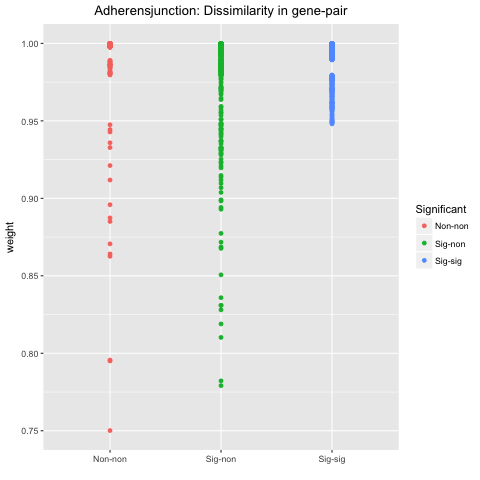 Adherensjunction: Dissimilarity in gene-pair
1.00
0.95
0.90
0.85
0.80
0.75
weight
Non-non
Sig-non
Sig-sig
Significant
Non-non
Sig-non
Sig-sig